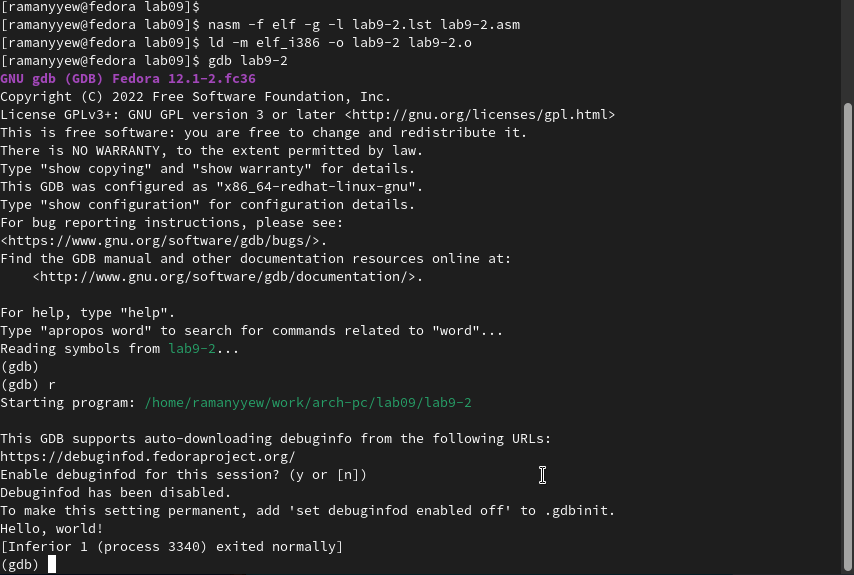 [ramanyyew@fedora lab09]$
[ramanyyew@fedora lab09]$ nasm -f elf -g -l lab9-2.lst lab9-2.asm
[ramanyyew@fedora lab09]$ ld -m elf_i386 -o lab9-2 lab9-2.o
[ramanyyew@fedora lab09]$ gdb lab9-2
GNU gdb (GDB) Fedora 12.1-2.fc36
Copyright (C) 2022 Free Software Foundation, Inc.
License GPLv3+: GNU GPL version 3 or later <http://gnu.org/licenses/gpl.html>
This is free software: you are free to change and redistribute it.
There is NO WARRANTY, to the extent permitted by law.
Type "show copying" and "show warranty" for details.
This GDB was configured as "x86_64-redhat-linux-gnu".
Type "show configuration" for configuration details.
For bug reporting instructions, please see:
<https://www.gnu.org/software/gdb/bugs/>.
Find the GDB manual and other documentation resources online at:
    <http://www.gnu.org/software/gdb/documentation/>.

For help, type "help".
Type "apropos word" to search for commands related to "word"...
Reading symbols from lab9-2...
(gdb)
(gdb) r
Starting program: /home/ramanyyew/work/arch-pc/lab09/lab9-2

This GDB supports auto-downloading debuginfo from the following URLs:
https://debuginfod.fedoraproject.org/
Enable debuginfod for this session? (y or [n])
Debuginfod has been disabled.
To make this setting permanent, add 'set debuginfod enabled off' to .gdbinit.
Hello, world!
[Inferior 1 (process 3340) exited normally]
(gdb)